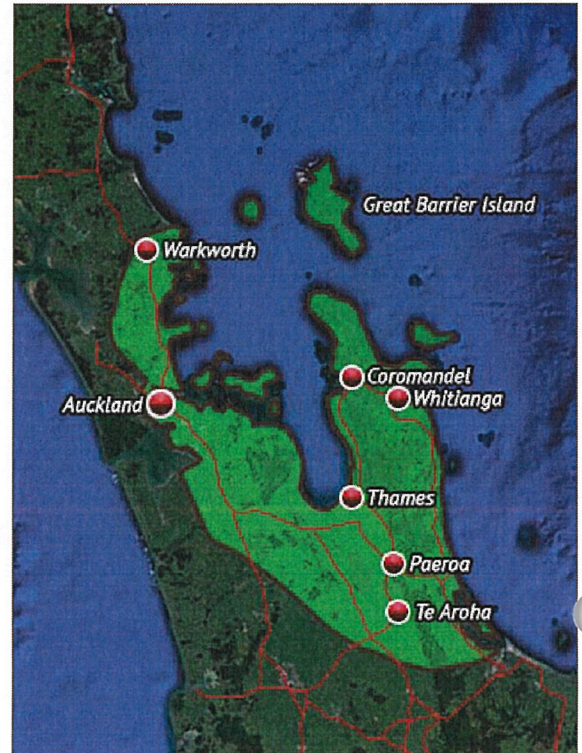 Great Barrier Island
Warkworth
Coromandel
Whitianga
Auckland
Thames
Paeroa
Te Aroha